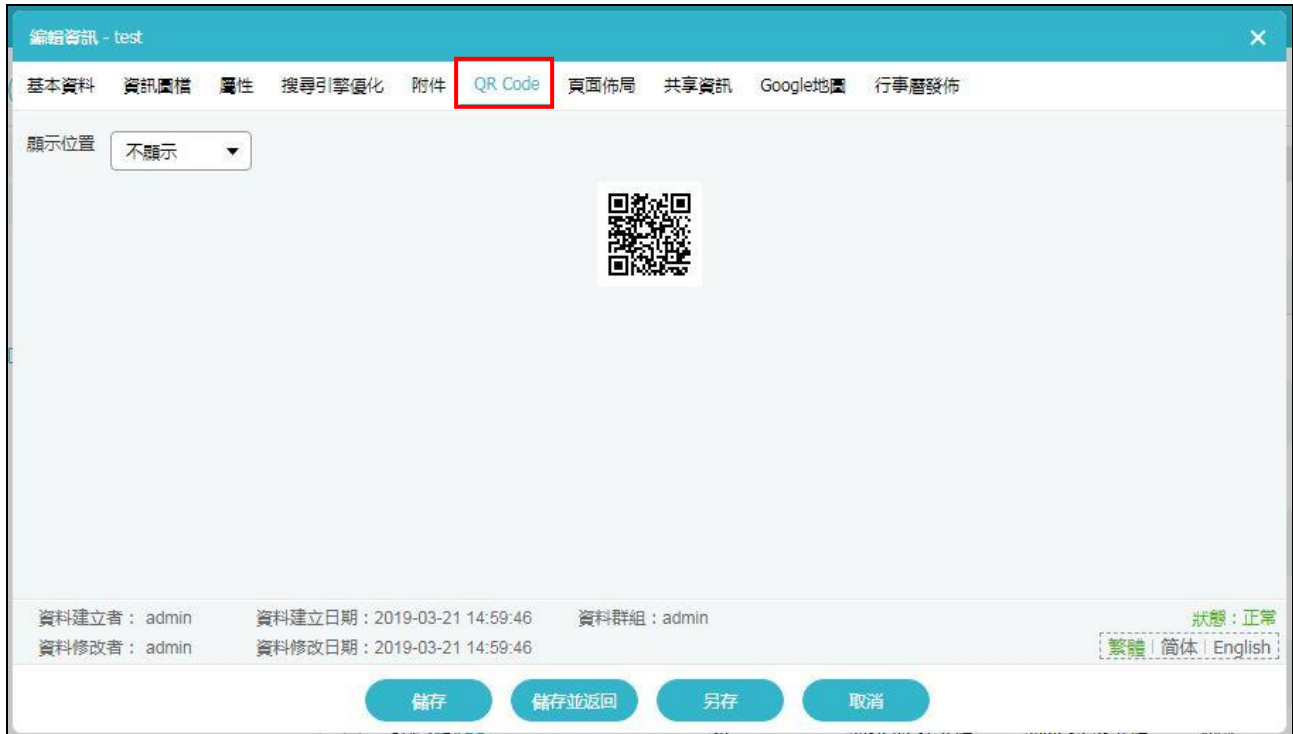 編輯資訊 - test
基本資料 資訊圖檔 屬性 搜尋引擎優化 附件 QR Code 頁面佈局 共享資訊 Google地圖 行事曆發佈
顯示位置 不顯示
資料建立者： admin 資料建立日期：2019-03-21 14:59:46 資料群組：admin 狀態：正常
資料修改者： admin 資料修改日期：2019-03-21 14:59:46 繁體 | 简体 | English
儲存 儲存並返回 另存 取消